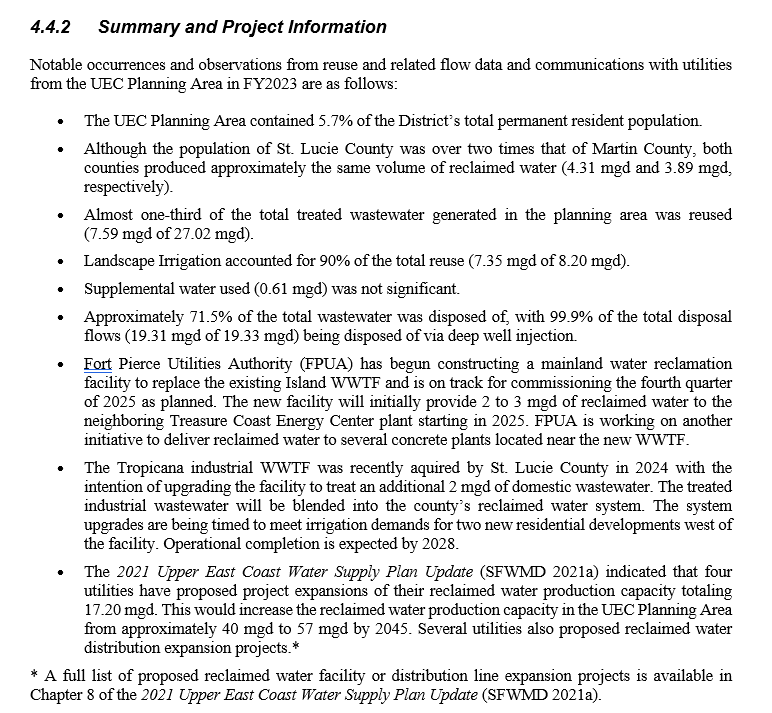 4.4.2 Summary and Project Information
Notable occurrences and observations from reuse and related flow data and communications with utilities
from the UEC Planning Area in FY2023 are as follows:
• The UEC Planning Area contained 5.7% of the District's total permanent resident population.
• Although the population of St. Lucie County was over two times that of Martin County, both
counties produced approximately the same volume of reclaimed water (4.31 mgd and 3.89 mgd,
respectively).
• Almost one-third of the total treated wastewater generated in the planning area was reused
(7.59 mgd of 27.02 mgd).
• Landscape Irrigation accounted for 90% of the total reuse (7.35 mgd of 8.20 mgd).
• Supplemental water used (0.61 mgd) was not significant.
• Approximately 71.5% of the total wastewater was disposed of, with 99.9% of the total disposal
flows (19.31 mgd of 19.33 mgd) being disposed of via deep well injection.
• Fort Pierce Utilities Authority (FPUA) has begun constructing a mainland water reclamation
facility to replace the existing Island WWTF and is on track for commissioning the fourth quarter
of 2025 as planned. The new facility will initially provide 2 to 3 mgd of reclaimed water to the
neighboring Treasure Coast Energy Center plant starting in 2025. FPUA is working on another
initiative to deliver reclaimed water to several concrete plants located near the new WWTF.
• The Tropicana industrial WWTF was recently aquired by St. Lucie County in 2024 with the
intention of upgrading the facility to treat an additional 2 mgd of domestic wastewater. The treated
industrial wastewater will be blended into the county's reclaimed water system. The system
upgrades are being timed to meet irrigation demands for two new residential developments west of
the facility. Operational completion is expected by 2028.
• The 2021 Upper East Coast Water Supply Plan Update (SFWMD 2021a) indicated that four
utilities have proposed project expansions of their reclaimed water production capacity totaling
17.20 mgd. This would increase the reclaimed water production capacity in the UEC Planning Area
from approximately 40 mgd to 57 mgd by 2045. Several utilities also proposed reclaimed water
distribution expansion projects.*
* A full list of proposed reclaimed water facility or distribution line expansion projects is available in
Chapter 8 of the 2021 Upper East Coast Water Supply Plan Update (SFWMD 2021a).